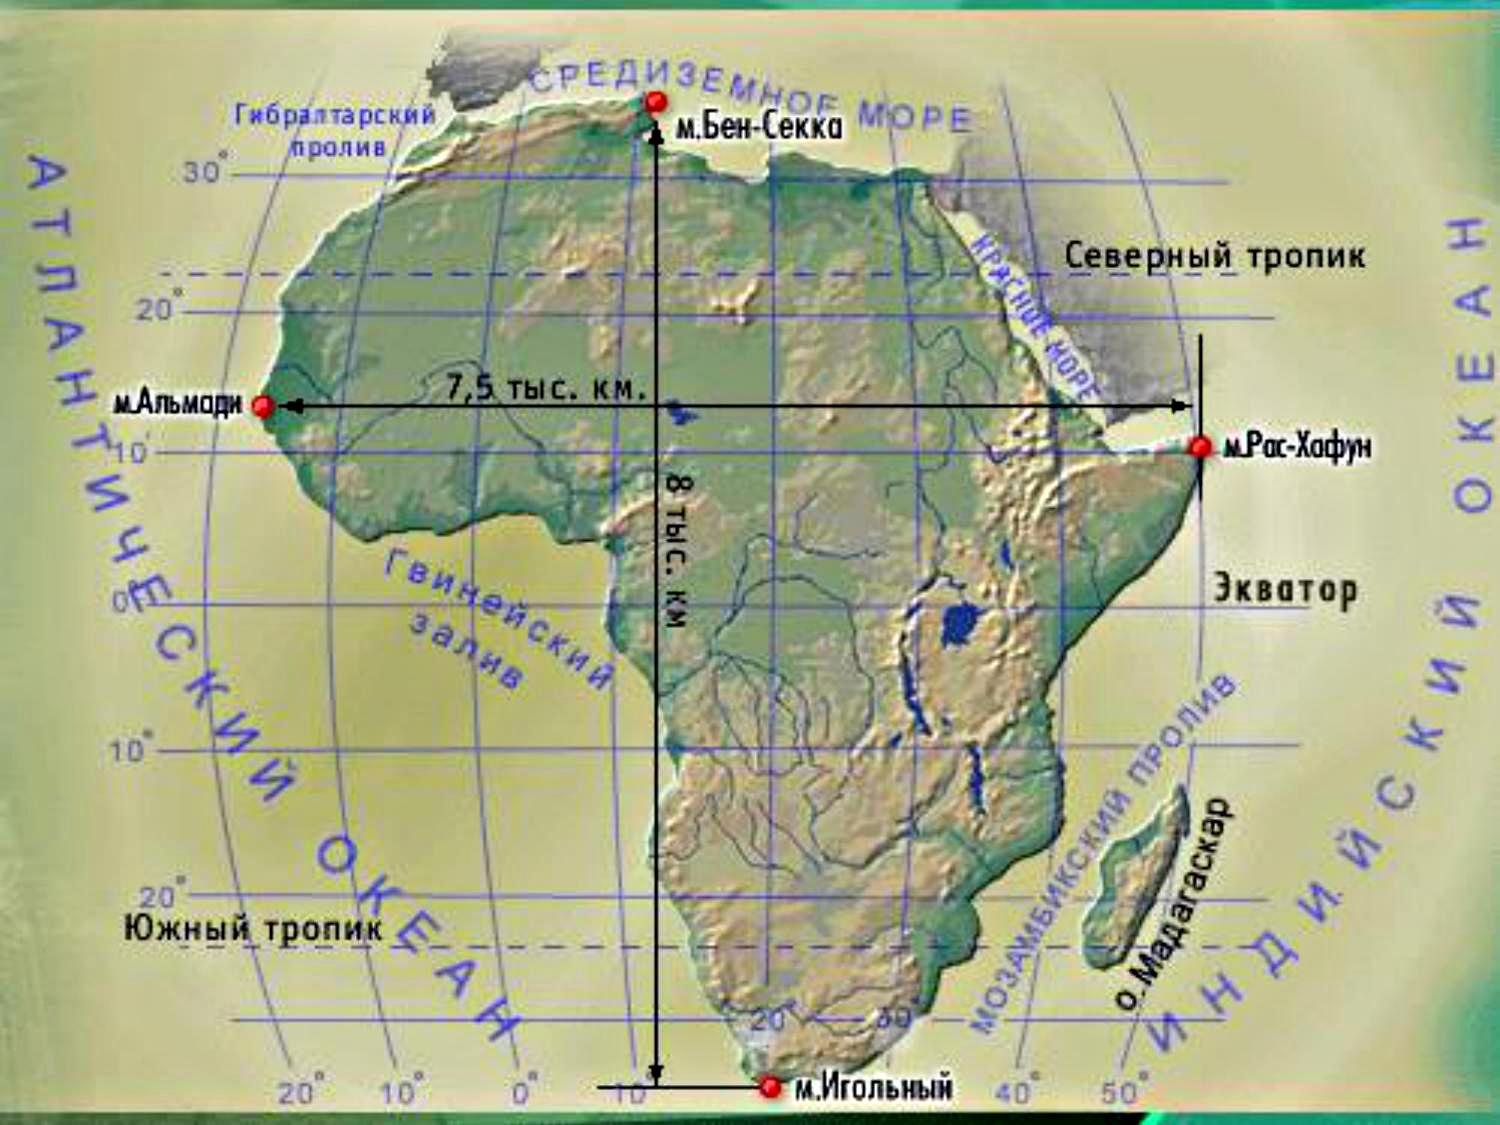 СРЕДИЗЕМНОЕ МОРЕ
Гибралтарский
пролив
м.Бен-Секка
30°
АТЛАНТИЧЕСКИЙ ОКЕАН
Северный тропик
КРАСНОЕ МОРЕ
20°
7,5 тыс. км.
м.Альмади
м.Рас-Хафун
10°
8 тыс. км
Гвинейский
залив
Экватор
0°
ИНДИЙСКИЙ ОКЕАН
МОЗАМБИКСКИЙ ПРОЛИВ
10°
о.Мадагаскар
20°
Южный тропик
20° 30°
м.Игольный
20° 10° 0° 10° 40° 50°